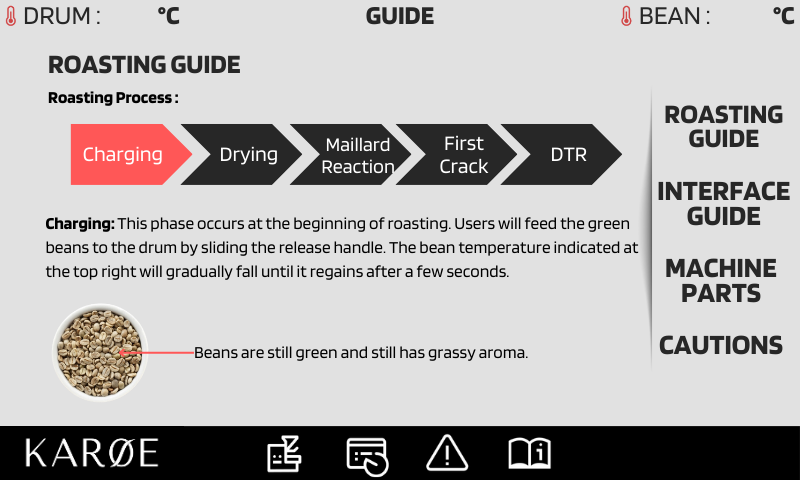 DRUM : °C
GUIDE
BEAN : °C
ROASTING GUIDE
Roasting Process :
Charging
Drying
Maillard
Reaction
First
Crack
DTR
Charging: This phase occurs at the beginning of roasting. Users will feed the green
beans to the drum by sliding the release handle. The bean temperature indicated at
the top right will gradually fall until it regains after a few seconds.
Beans are still green and still has grassy aroma.
ROASTING
GUIDE
INTERFACE
GUIDE
MACHINE
PARTS
CAUTIONS
KARØE